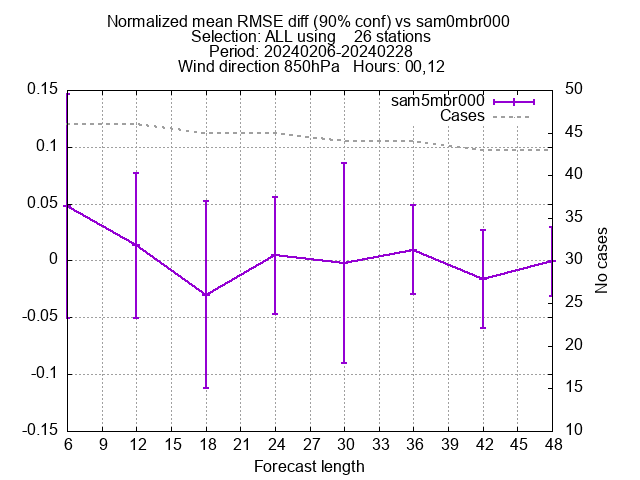 Normalized mean RMSE diff (90% conf) vs sam0mbr000
Selection: ALL using    26 stations
Period: 20240206-20240228
Wind direction 850hPa   Hours: 00,12
sam5mbr000
Cases
0.15
0.1
0.05
0
-0.05
-0.1
-0.15
50
45
40
35
30
25
20
15
10
No cases
6 9 12 15 18 21 24 27 30 33 36 39 42 45 48
Forecast length